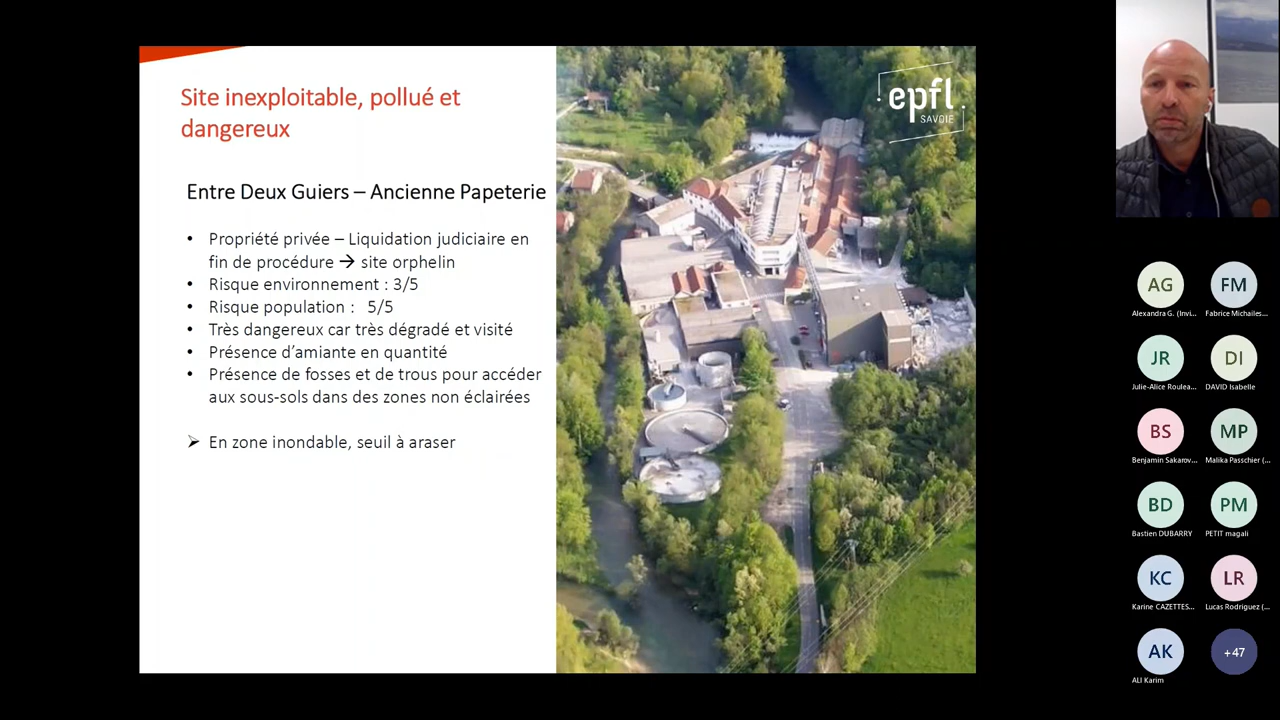 Site inexploitable, pollué et
dangereux
Entre Deux Guiers – Ancienne Papeterie
• Propriété privée – Liquidation judiciaire en
fin de procédure → site orphelin
• Risque environnement : 3/5
• Risque population : 5/5
• Très dangereux car très dégradé et visité
• Présence d'amiante en quantité
• Présence de fosses et de trous pour accéder
aux sous-sols dans des zones non éclairées
➢ En zone inondable, seuil à araser
epfl
SAVOIE
AG
Alexandra G. (Invi...
FM
Fabrice Michailes...
JR
Julie-Alice Roulea...
DI
DAVID Isabelle
BS
Benjamin Sakarov...
MP
Malika Passchier (...
BD
Bastien DUBARRY
PM
PETIT magali
KC
Karine CAZETTES...
LR
Lucas Rodriguez (...
AK
ALI Karim
+47